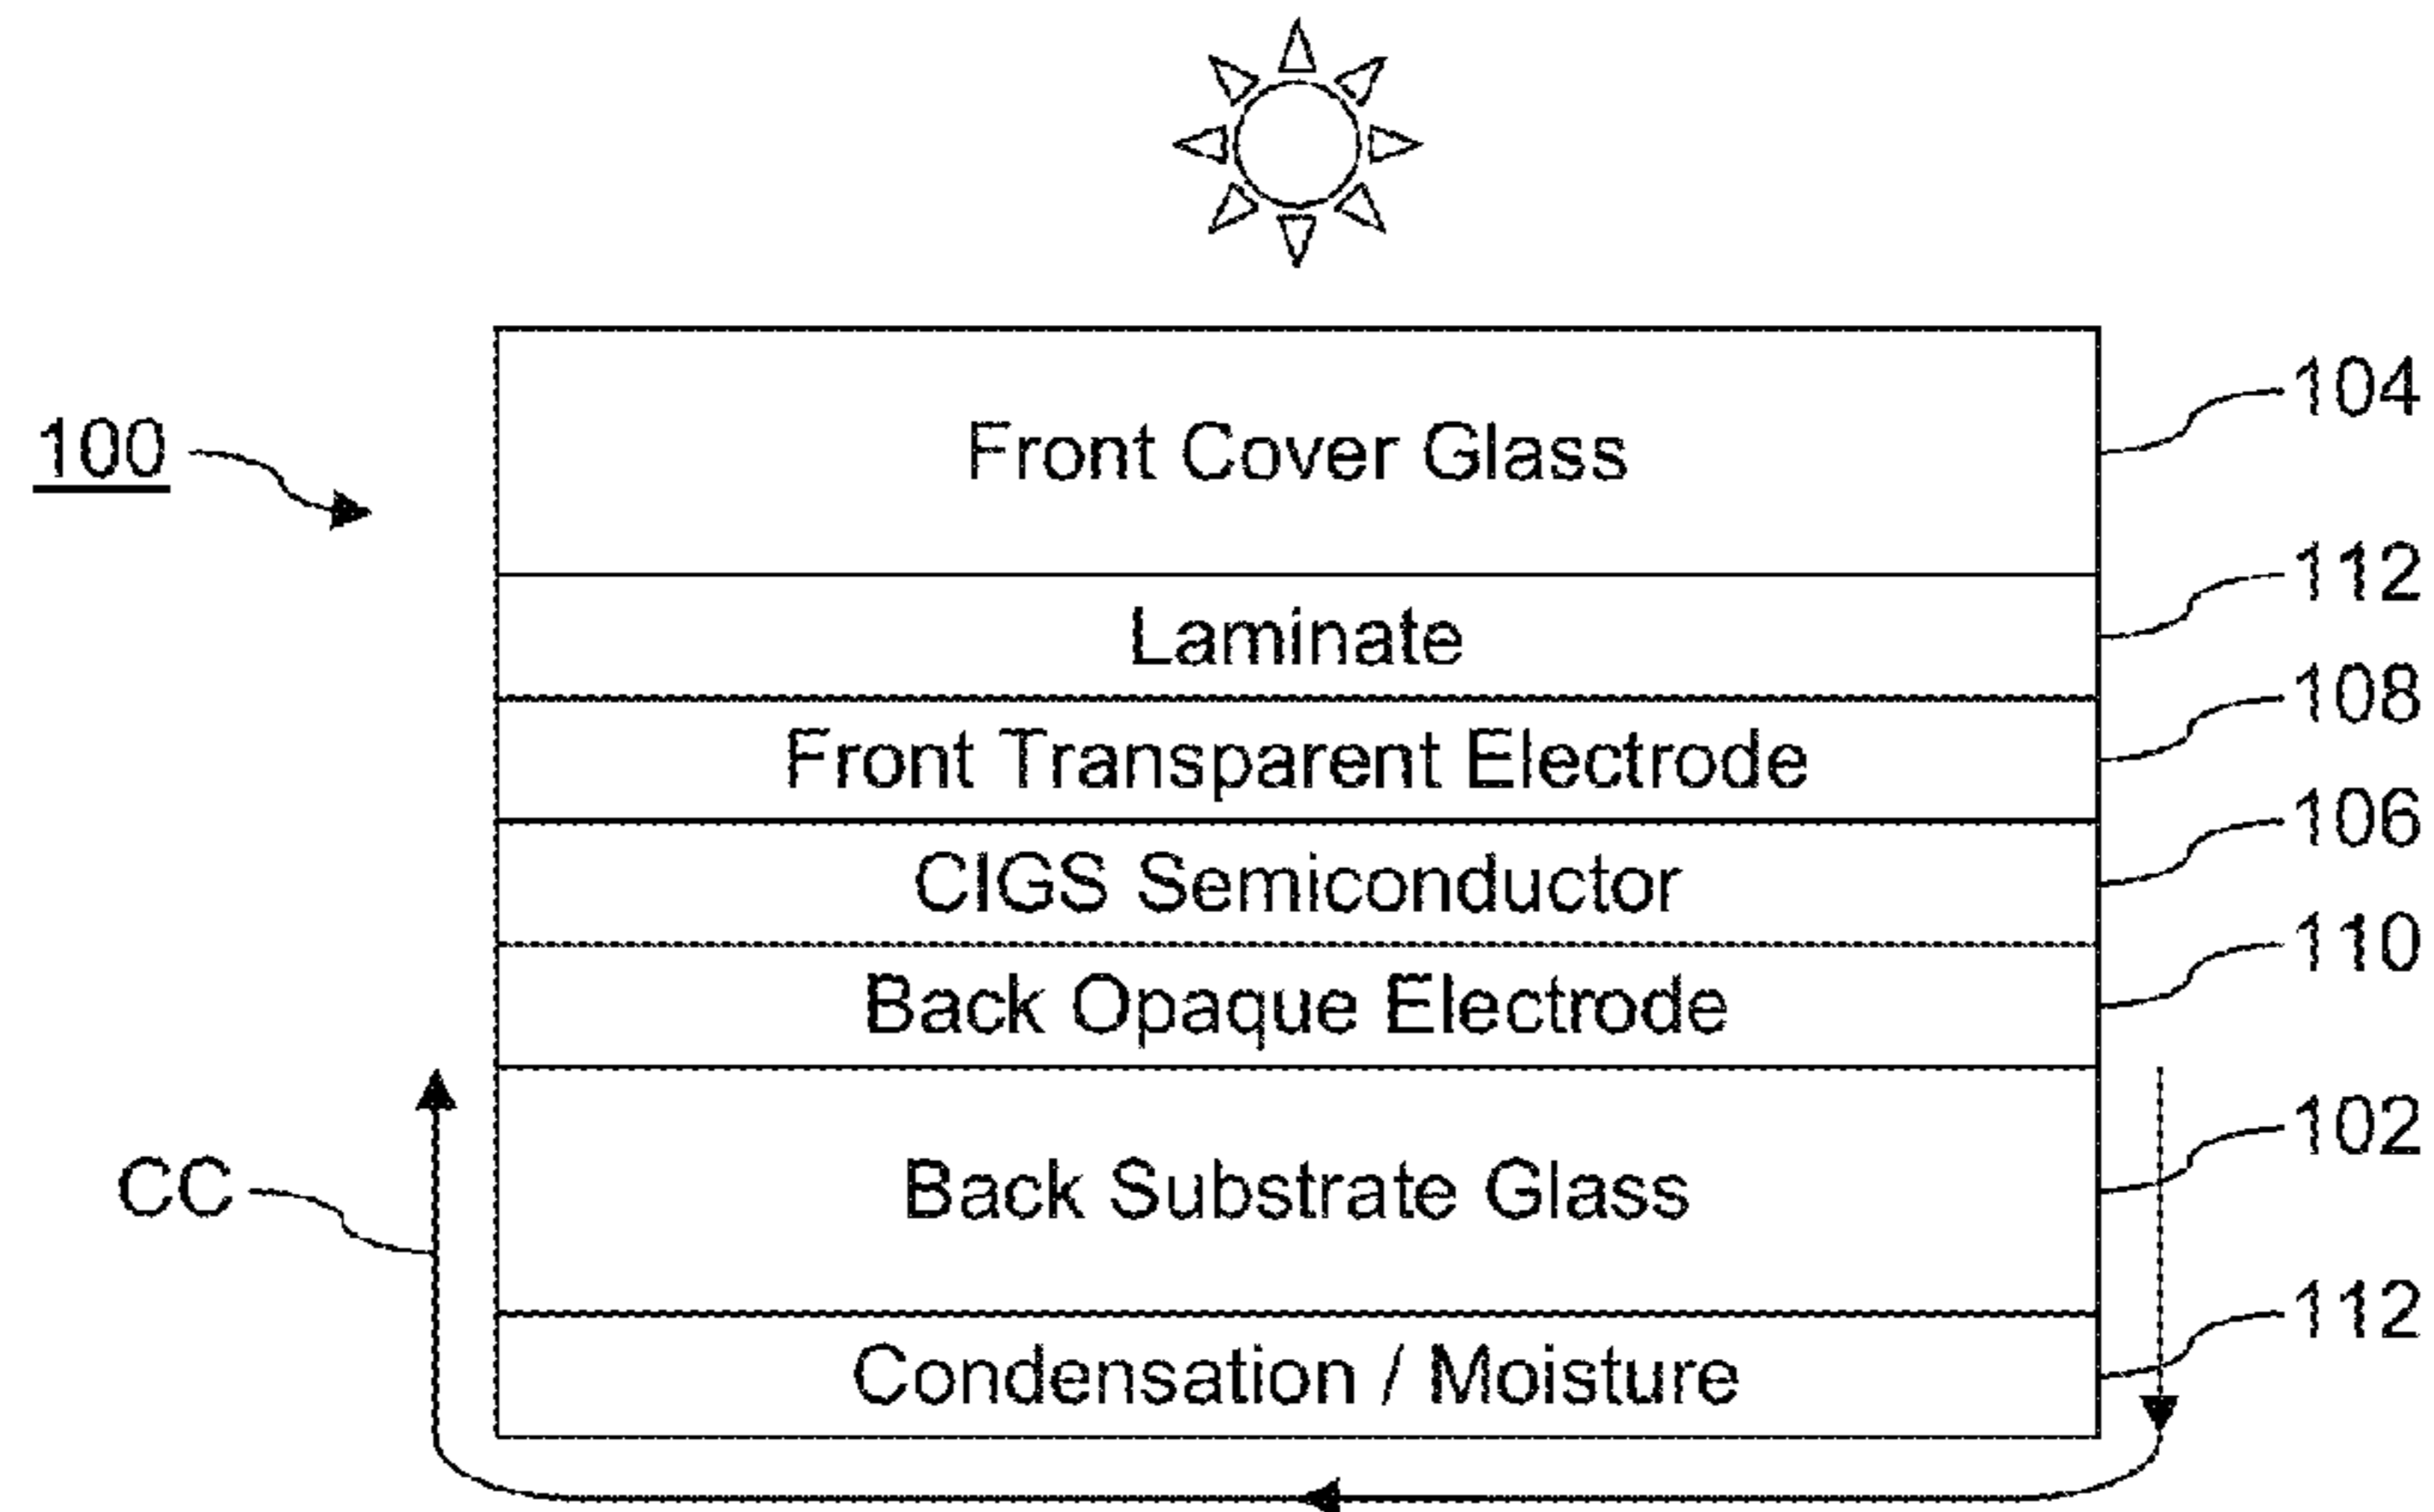 104
100
Front Cover Glass
112
Laminate
108
Front Transparent Electrode
106
CIGS Semiconductor
110
Back Opaque Electrode
102
CC
Back Substrate Glass
112
Condensation / Moisture